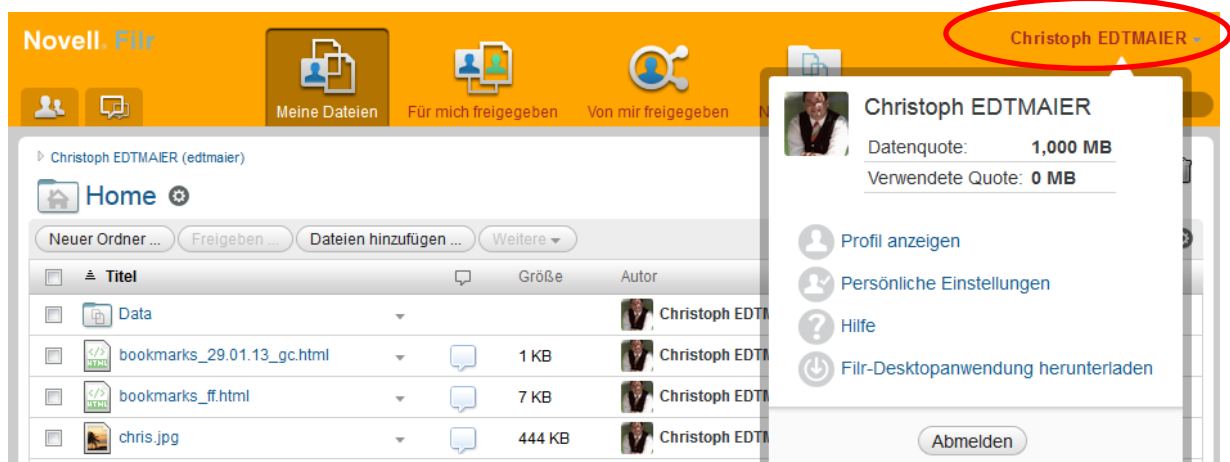 Novell Filr
Christoph EDTMAIER
Meine Dateien
Für mich freigegeben
Von mir freigegeben
N
Christoph EDTMAIER
Datenquote: 1,000 MB
Verwendete Quote: 0 MB
Profil anzeigen
Persönliche Einstellungen
Hilfe
Filr-Desktopanwendung herunterladen
Abmelden
Christoph EDTMAIER (edtmaier)
Home
Neuer Ordner ... Freigeben ... Dateien hinzufügen ... Weitere
Titel Größe Autor
Data Christoph EDTM
bookmarks_29.01.13_gc.html 1 KB Christoph EDTM
bookmarks_ff.html 7 KB Christoph EDTM
chris.jpg 444 KB Christoph EDTM